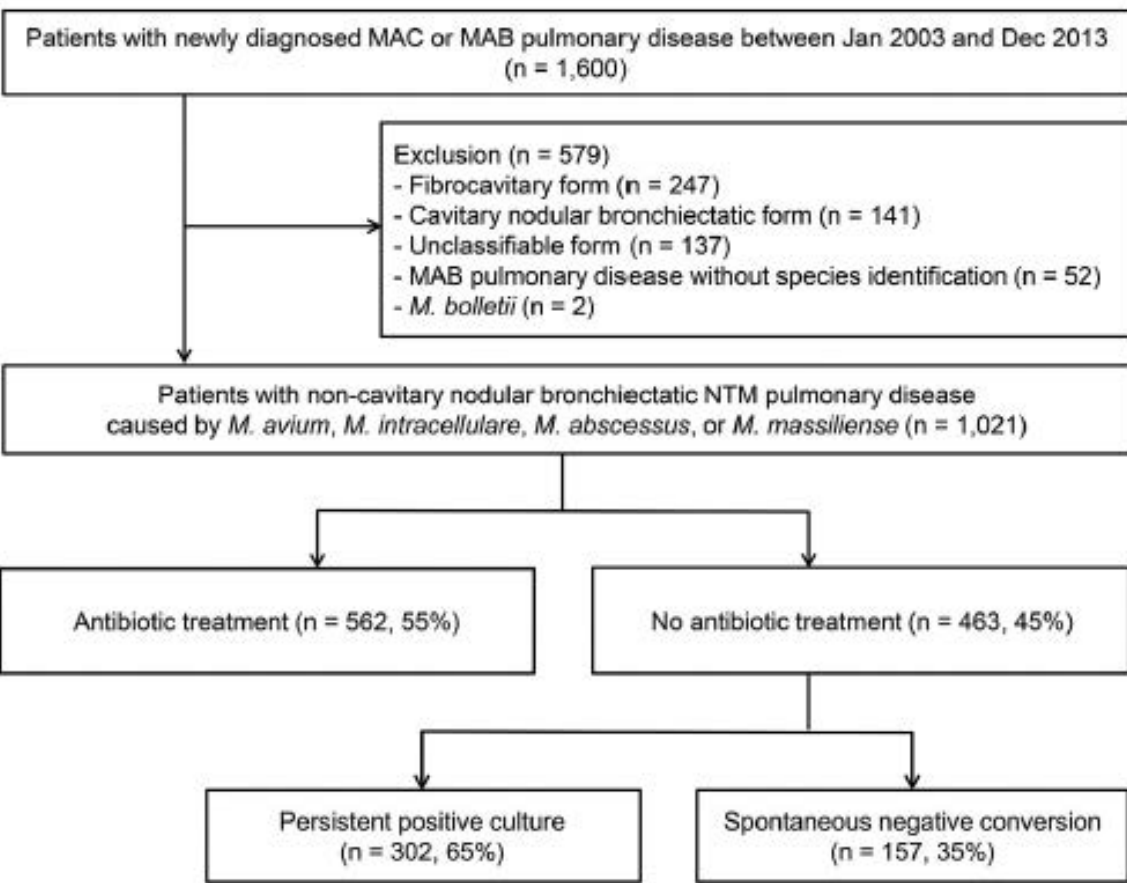 Patients with newly diagnosed MAC or MAB pulmonary disease between Jan 2003 and Dec 2013
(n = 1,600)
Exclusion (n = 579)
- Fibrocavitary form (n = 247)
- Cavitary nodular bronchiectatic form (n = 141)
- Unclassifiable form (n = 137)
- MAB pulmonary disease without species identification (n = 52)
- M. bolletii (n = 2)
Patients with non-cavitary nodular bronchiectatic NTM pulmonary disease
caused by M. avium, M. intracellulare, M. abscessus, or M. massiliense (n = 1,021)
Antibiotic treatment (n = 562, 55%)
No antibiotic treatment (n = 463, 45%)
Persistent positive culture
(n = 302, 65%)
Spontaneous negative conversion
(n = 157, 35%)